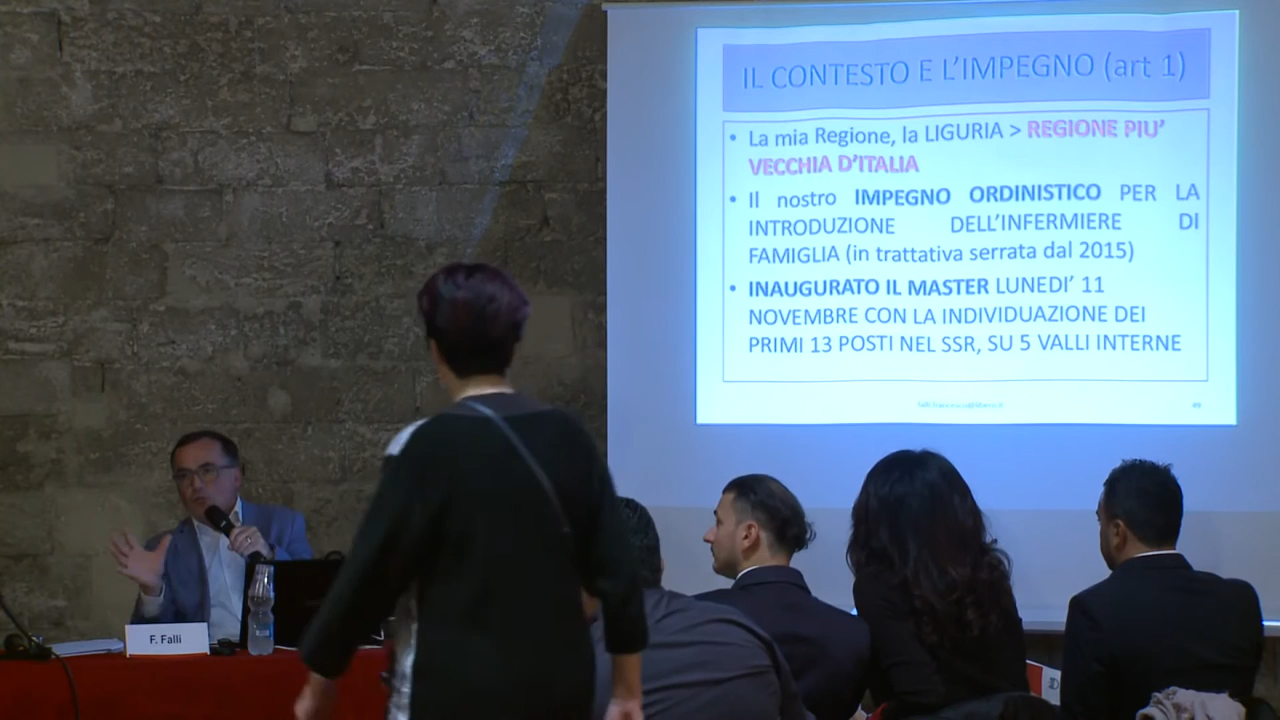 IL CONTESTO E L'IMPEGNO (art 1)
• La mia Regione, la LIGURIA > REGIONE PIU'
VECCHIA D'ITALIA
• Il nostro IMPEGNO ORDINISTICO PER LA
INTRODUZIONE DELL'INFERMIERE DI
FAMIGLIA (in trattativa serrata dal 2015)
• INAUGURATO IL MASTER LUNEDI' 11
NOVEMBRE CON LA INDIVIDUAZIONE DEI
PRIMI 13 POSTI NEL SSR, SU 5 VALLI INTERNE
49
F. Falli